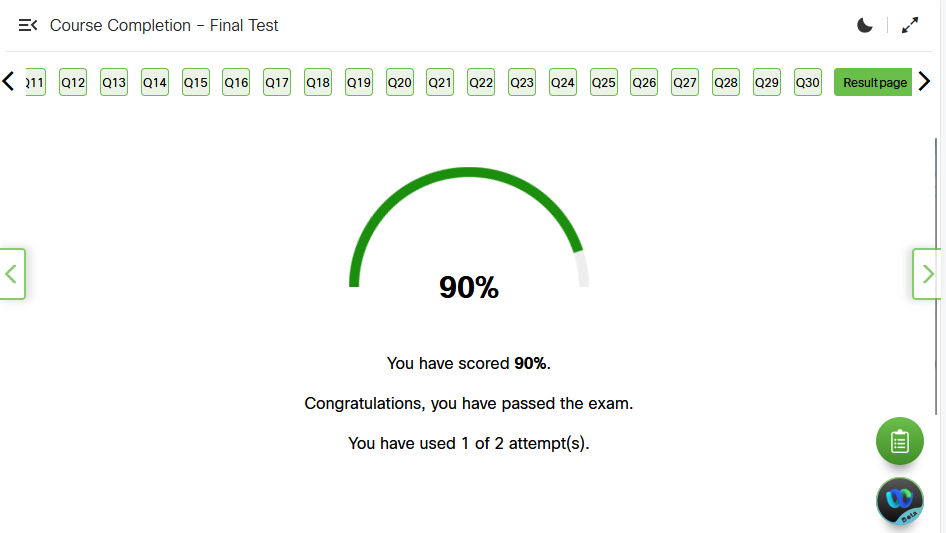 Course Completion – Final Test
Q11 Q12 Q13 Q14 Q15 Q16 Q17 Q18 Q19 Q20 Q21 Q22 Q23 Q24 Q25 Q26 Q27 Q28 Q29 Q30 Result page
90%
You have scored 90%.
Congratulations, you have passed the exam.
You have used 1 of 2 attempt(s).
Beta